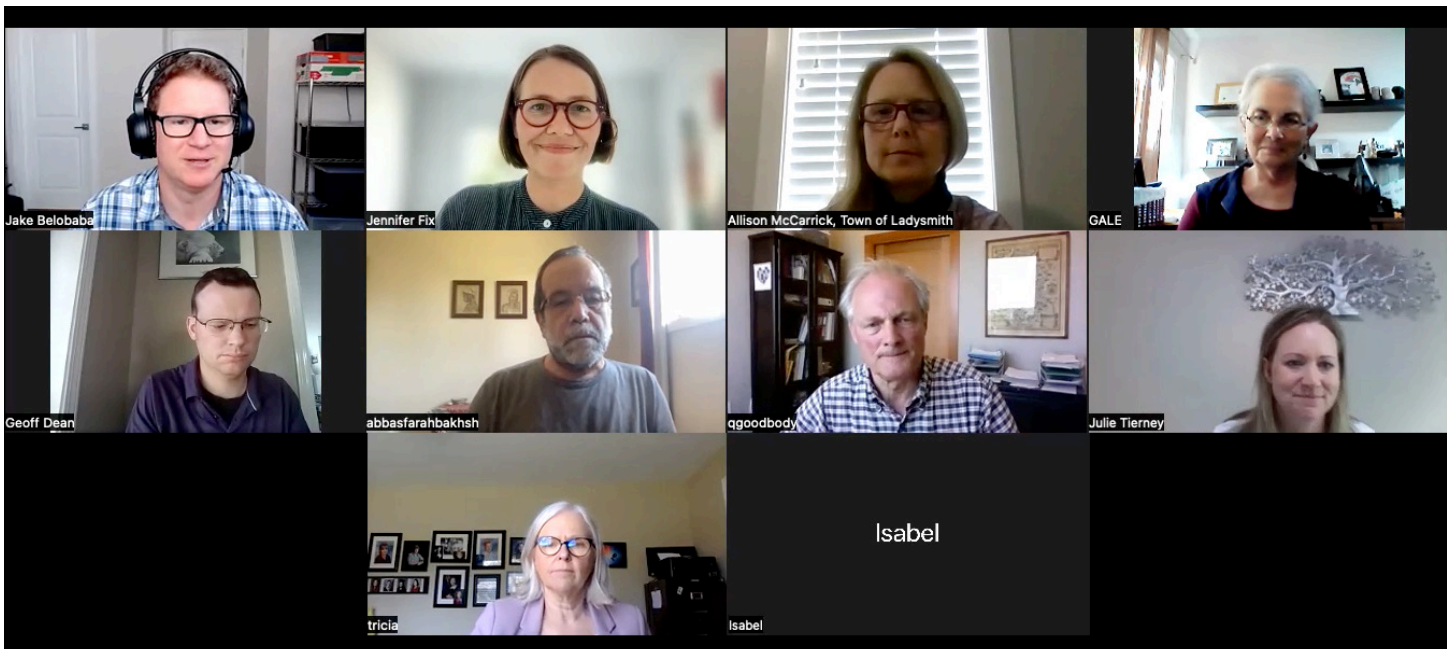 Jake Belobaba
Jennifer Fix
Allison McCarrick, Town of Ladysmith
GALE
Geoff Dean
abbasfarahbakhsh
qgoodbody
Julie Tierney
tricia
Isabel
Isabel